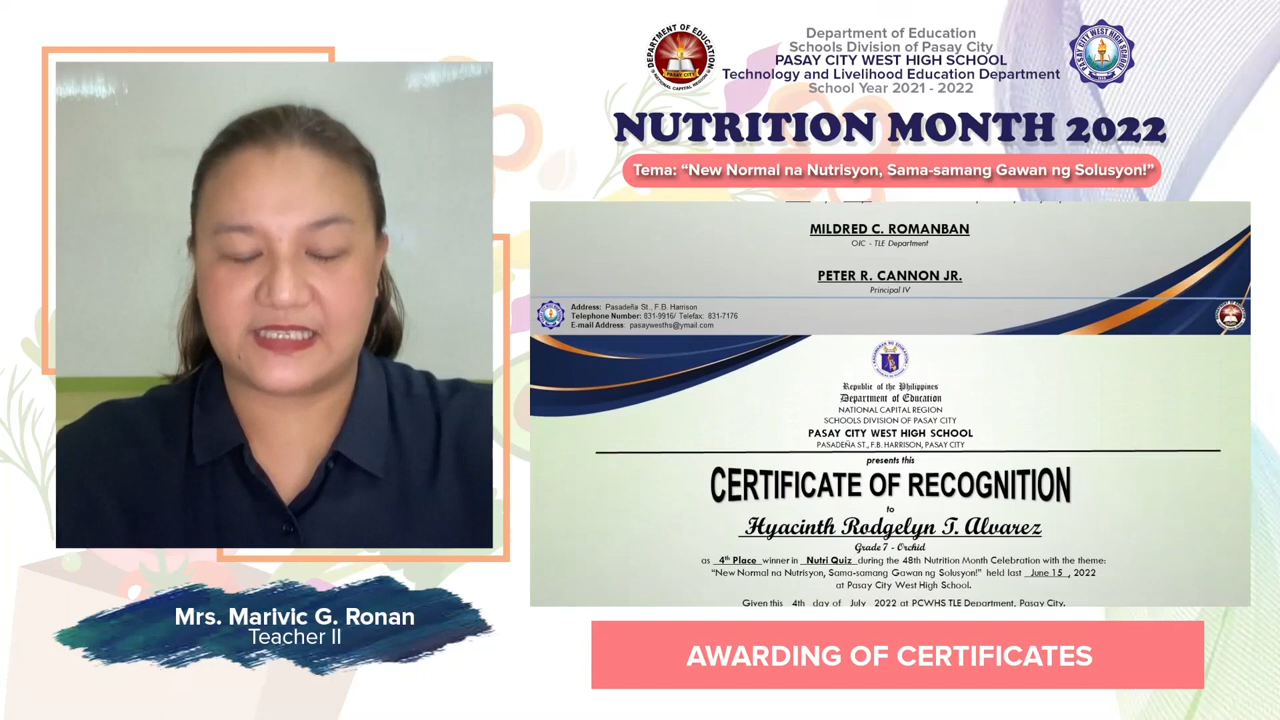 Department of Education
Schools Division of Pasay City
PASAY CITY WEST HIGH SCHOOL
Technology and Livelihood Education Department
School Year 2021 - 2022
NUTRITION MONTH 2022
Tema: “New Normal na Nutrisyon, Sama-samang Gawan ng Solusyon!”
MILDRED C. ROMANBAN
OIC - TLE Department
PETER R. CANNON JR.
Principal IV
Address: Pasadeña St., F.B. Harrison
Telephone Number: 831-9916/ Telefax: 831-7176
E-mail Address: pasaywesths@ymail.com
Republic of the Philippines
Department of Education
NATIONAL CAPITAL REGION
SCHOOLS DIVISION OF PASAY CITY
PASAY CITY WEST HIGH SCHOOL
PASADEÑA ST., F.B. HARRISON, PASAY CITY
presents this
CERTIFICATE OF RECOGNITION
to
Hyacinth Rodgelyn T. Alvarez
Grade 7 - Orchid
as 4th Place winner in Nutri Quiz during the 48th Nutrition Month Celebration with the theme:
“New Normal na Nutrisyon, Sama-samang Gawan ng Solusyon!” held last June 15 , 2022
at Pasay City West High School.
Given this 4th day of July 2022 at PCWHS TLE Department, Pasay City.
Mrs. Marivic G. Ronan
Teacher II
AWARDING OF CERTIFICATES